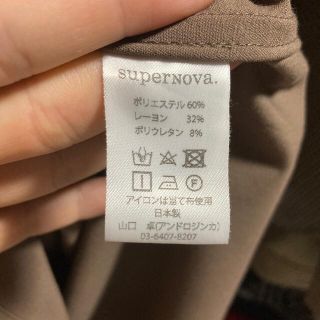 supernova.
ポリエステル 60%
レーヨン 32%
ポリウレタン 8%
アイロンは当て布使用
日本製
山口 卓(アンドロジンカ)
03-6407-8207